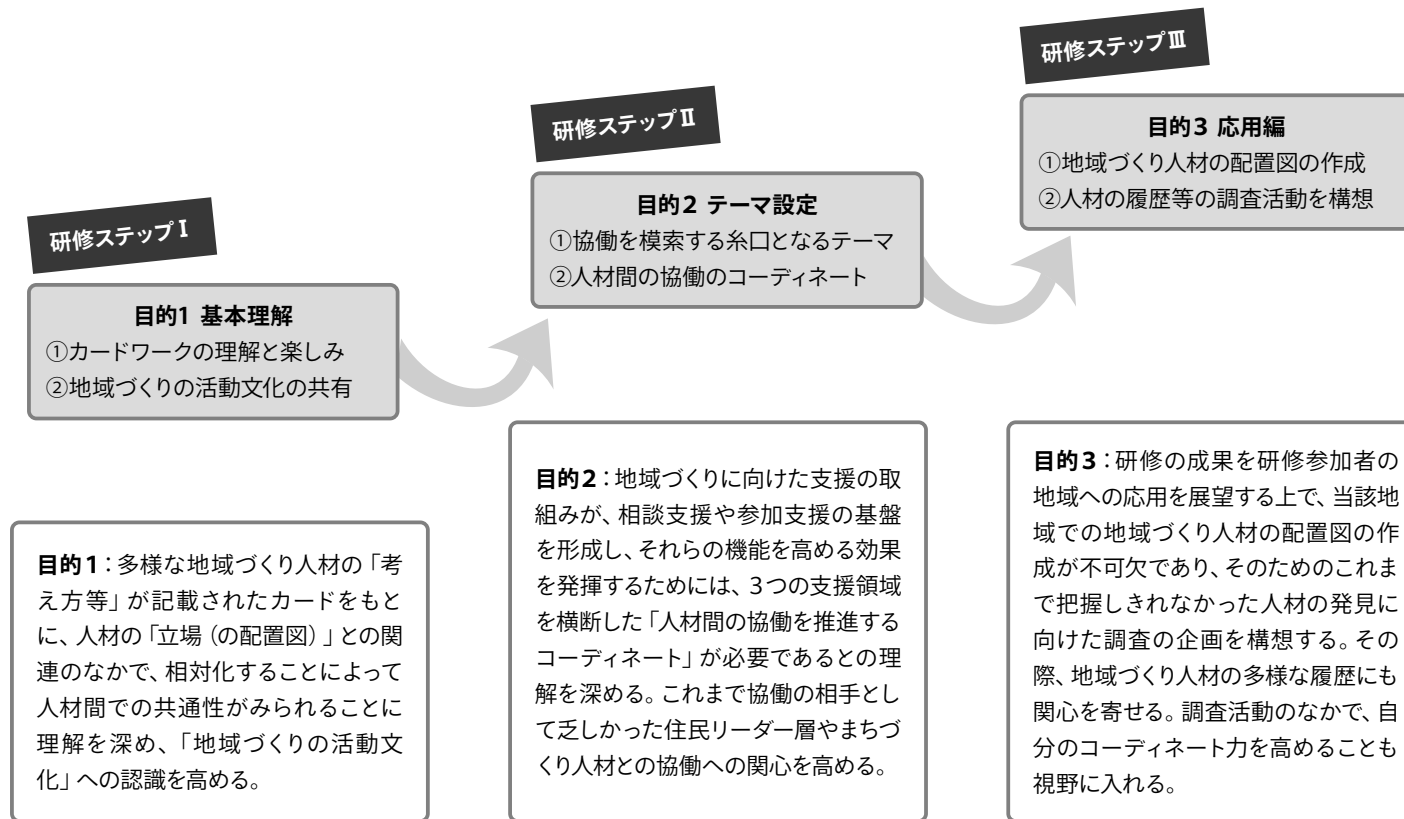 研修ステップⅠ
目的1 基本理解
①カードワークの理解と楽しみ
②地域づくりの活動文化の共有
研修ステップⅡ
目的2 テーマ設定
①協働を模索する糸口となるテーマ
②人材間の協働のコーディネート
研修ステップⅢ
目的3 応用編
①地域づくり人材の配置図の作成
②人材の履歴等の調査活動を構想
目的1：多様な地域づくり人材の「考
え方等」が記載されたカードをもと
に、人材の「立場（の配置図）」との関
連のなかで、相対化することによって
人材間での共通性がみられることに
理解を深め、「地域づくりの活動文
化」への認識を高める。
目的2：地域づくりに向けた支援の取
組みが、相談支援や参加支援の基盤
を形成し、それらの機能を高める効果
を発揮するためには、3つの支援領域
を横断した「人材間の協働を推進する
コーディネート」が必要であるとの理
解を深める。これまで協働の相手とし
て乏しかった住民リーダー層やまちづ
くり人材との協働への関心を高める。
目的3：研修の成果を研修参加者の
地域への応用を展望する上で、当該地
域での地域づくり人材の配置図の作
成が不可欠であり、そのためのこれま
で把握しきれなかった人材の発見に
向けた調査の企画を構想する。その
際、地域づくり人材の多様な履歴にも
関心を寄せる。調査活動のなかで、自
分のコーディネート力を高めることも
視野に入れる。